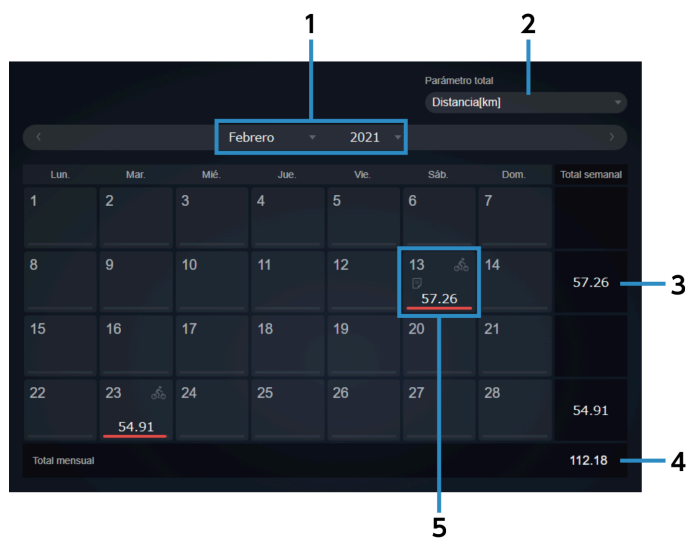 1 2
Parámetro total
Distancia[km]
Febrero 2021
Lun. Mar. Mié. Jue. Vie. Sáb. Dom. Total semanal
1 2 3 4 5 6 7
8 9 10 11 12 13 14
57.26 57.26 3
15 16 17 18 19 20 21
22 23 24 25 26 27 28
54.91 54.91
Total mensual 112.18 4
5